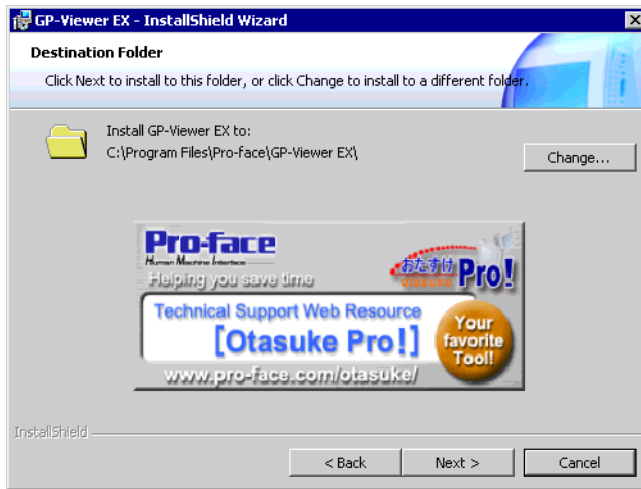 GP-Viewer EX - InstallShield Wizard
Destination Folder
Click Next to install to this folder, or click Change to install to a different folder.
Install GP-Viewer EX to:
C:\Program Files\Pro-face\GP-Viewer EX\
Change...
Pro-face
Human Machine Interface
Helping you save time
おたすけ Pro!
otasuke
Technical Support Web Resource
[Otasuke Pro!]
Your
favorite
Tool!
www.pro-face.com/otasuke/
InstallShield
< Back
Next >
Cancel